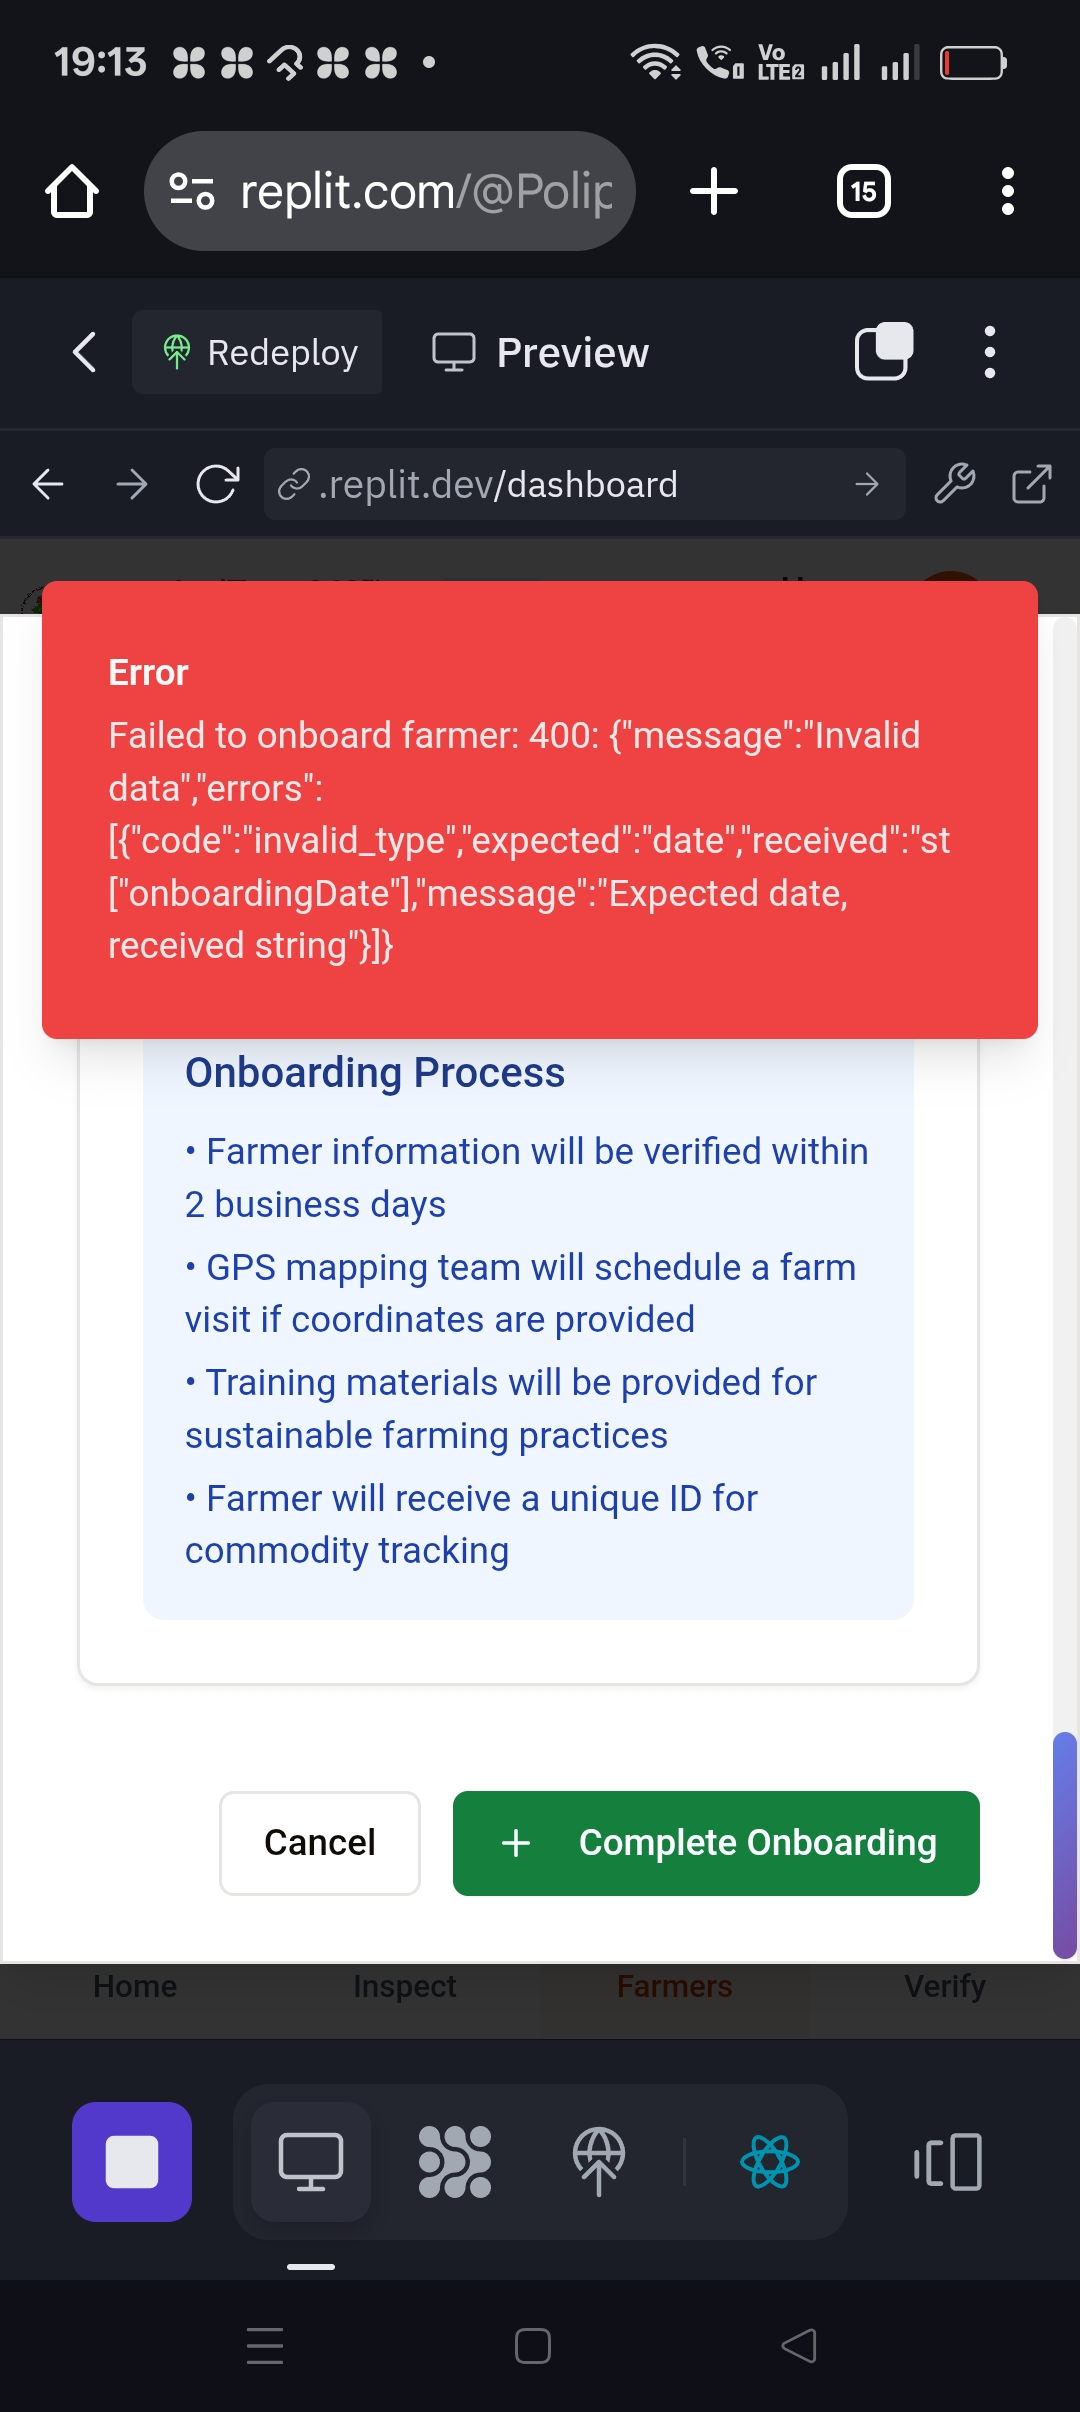 19:13
Vo
LTE2
replit.com/@Polip
15
Redeploy
Preview
.replit.dev/dashboard
Error
Failed to onboard farmer: 400: {"message":"Invalid
data","errors":
[{"code":"invalid_type","expected":"date","received":"st
["onboardingDate"],"message":"Expected date,
received string"}]}
Onboarding Process
• Farmer information will be verified within
2 business days
• GPS mapping team will schedule a farm
visit if coordinates are provided
• Training materials will be provided for
sustainable farming practices
• Farmer will receive a unique ID for
commodity tracking
Cancel
Complete Onboarding
Home
Inspect
Farmers
Verify